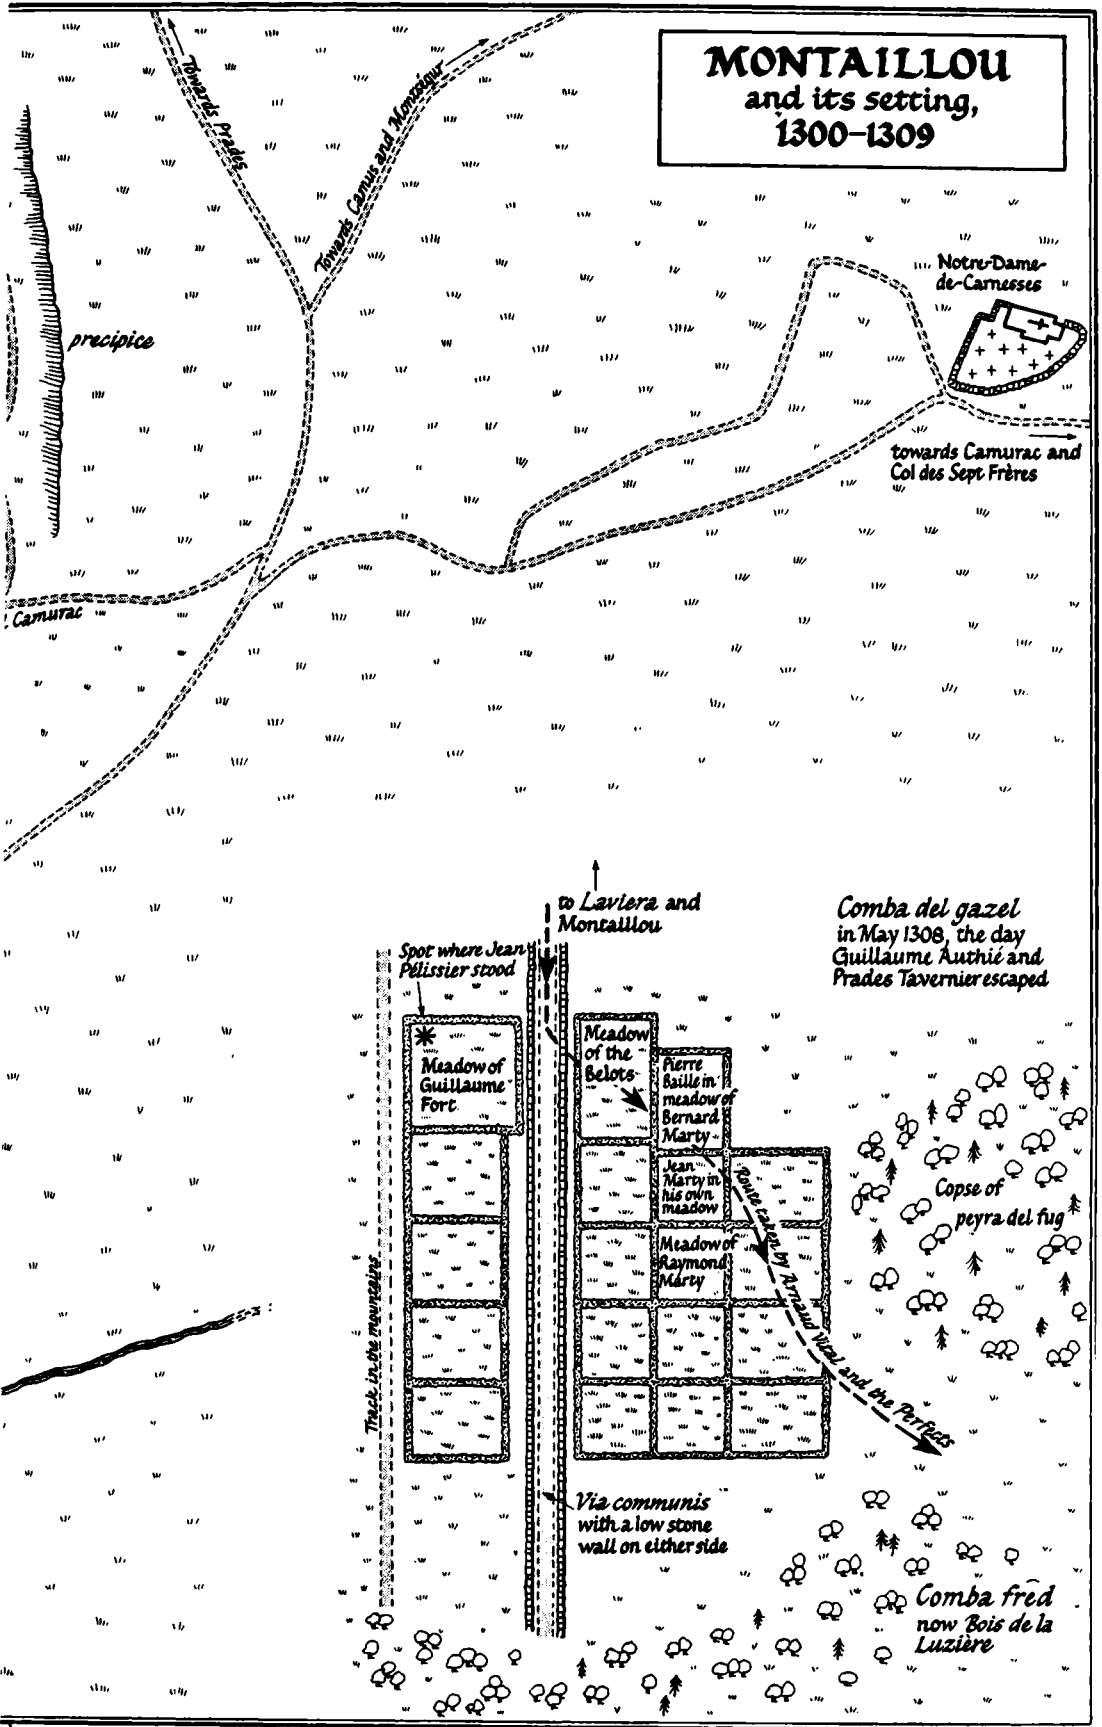 MONTAILLOU
and its setting,
1300–1309
Towards Prades
Towards Camus and Montségur
precipice
Notre-Dame-
de-Carnesses
towards Camurac and
Col des Sept Frères
Camurac
to Laviera and
Montaillou
Comba del gazel
in May 1308, the day
Guillaume Authié and
Prades Tavernier escaped
Spot where Jean
Pélissier stood
Meadow of
Guillaume
Fort
Meadow
of the
Belots
Pierre
Baille in
meadow of
Bernard
Marty
Jean
Marty in
his own
meadow
Meadow of
Raymond
Marty
Route taken by Arnaud Vital and the Perfects
Copse of
peyra del fug
Track in the mountains
Via communis
with a low stone
wall on either side
Comba frēd
now Bois de la
Luzière